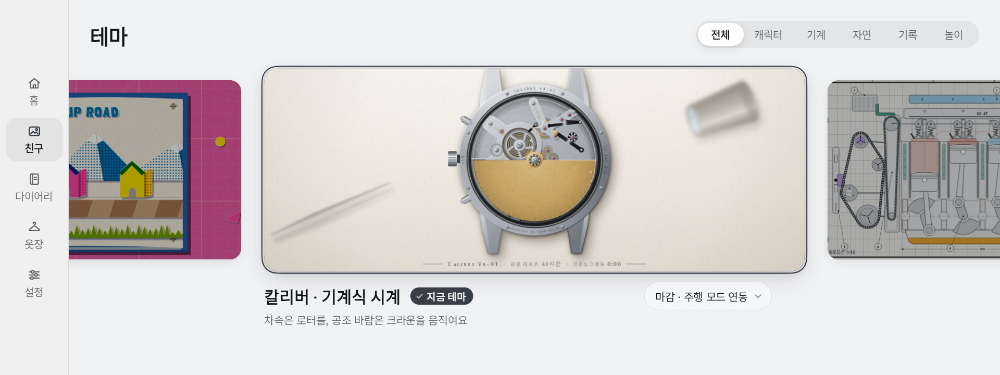 테마
전체
캐릭터
기계
자연
기록
놀이
홈
친구
다이어리
옷장
설정
UP ROAD
칼리버 · 기계식 시계
지금 테마
차속은 로터를, 공조 바람은 크라운을 움직여요
마감 · 주행 모드 연동